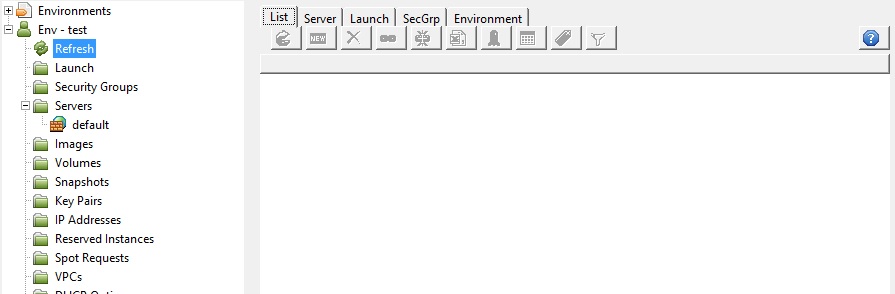 Environments
Env - test
Refresh
Launch
Security Groups
Servers
default
Images
Volumes
Snapshots
Key Pairs
IP Addresses
Reserved Instances
Spot Requests
VPCs
List Server Launch SecGrp Environment
NEW